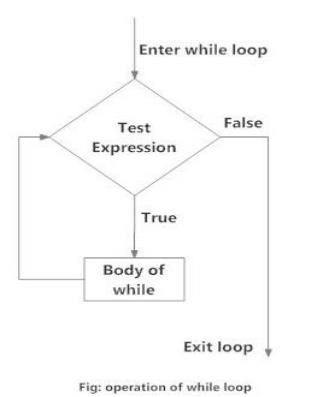 Enter while loop
Test
Expression
False
True
Body of
while
Exit loop
Fig: operation of while loop